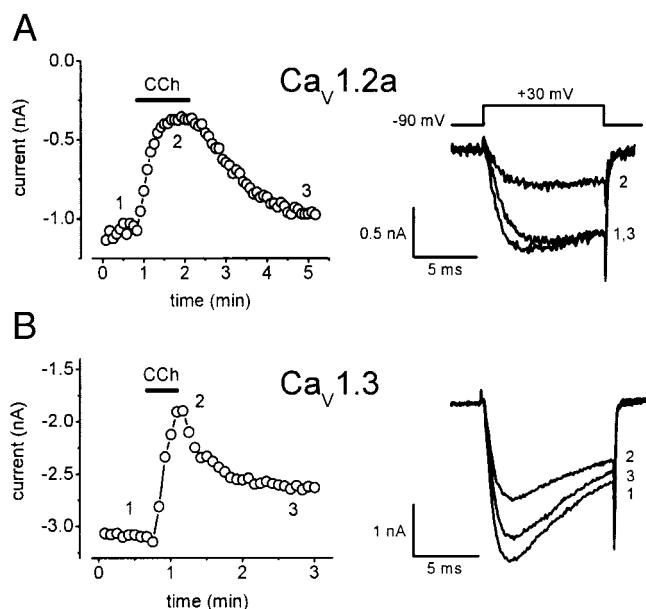 A
CCh
Ca_V1.2a
0.0
-0.5
-1.0
current (nA)
1
2
3
0 1 2 3 4 5
time (min)
+30 mV
-90 mV
2
1,3
0.5 nA
5 ms
B
CCh
Ca_V1.3
-1.5
-2.0
-2.5
-3.0
current (nA)
1
2
3
0 1 2 3
time (min)
2
3
1
1 nA
5 ms